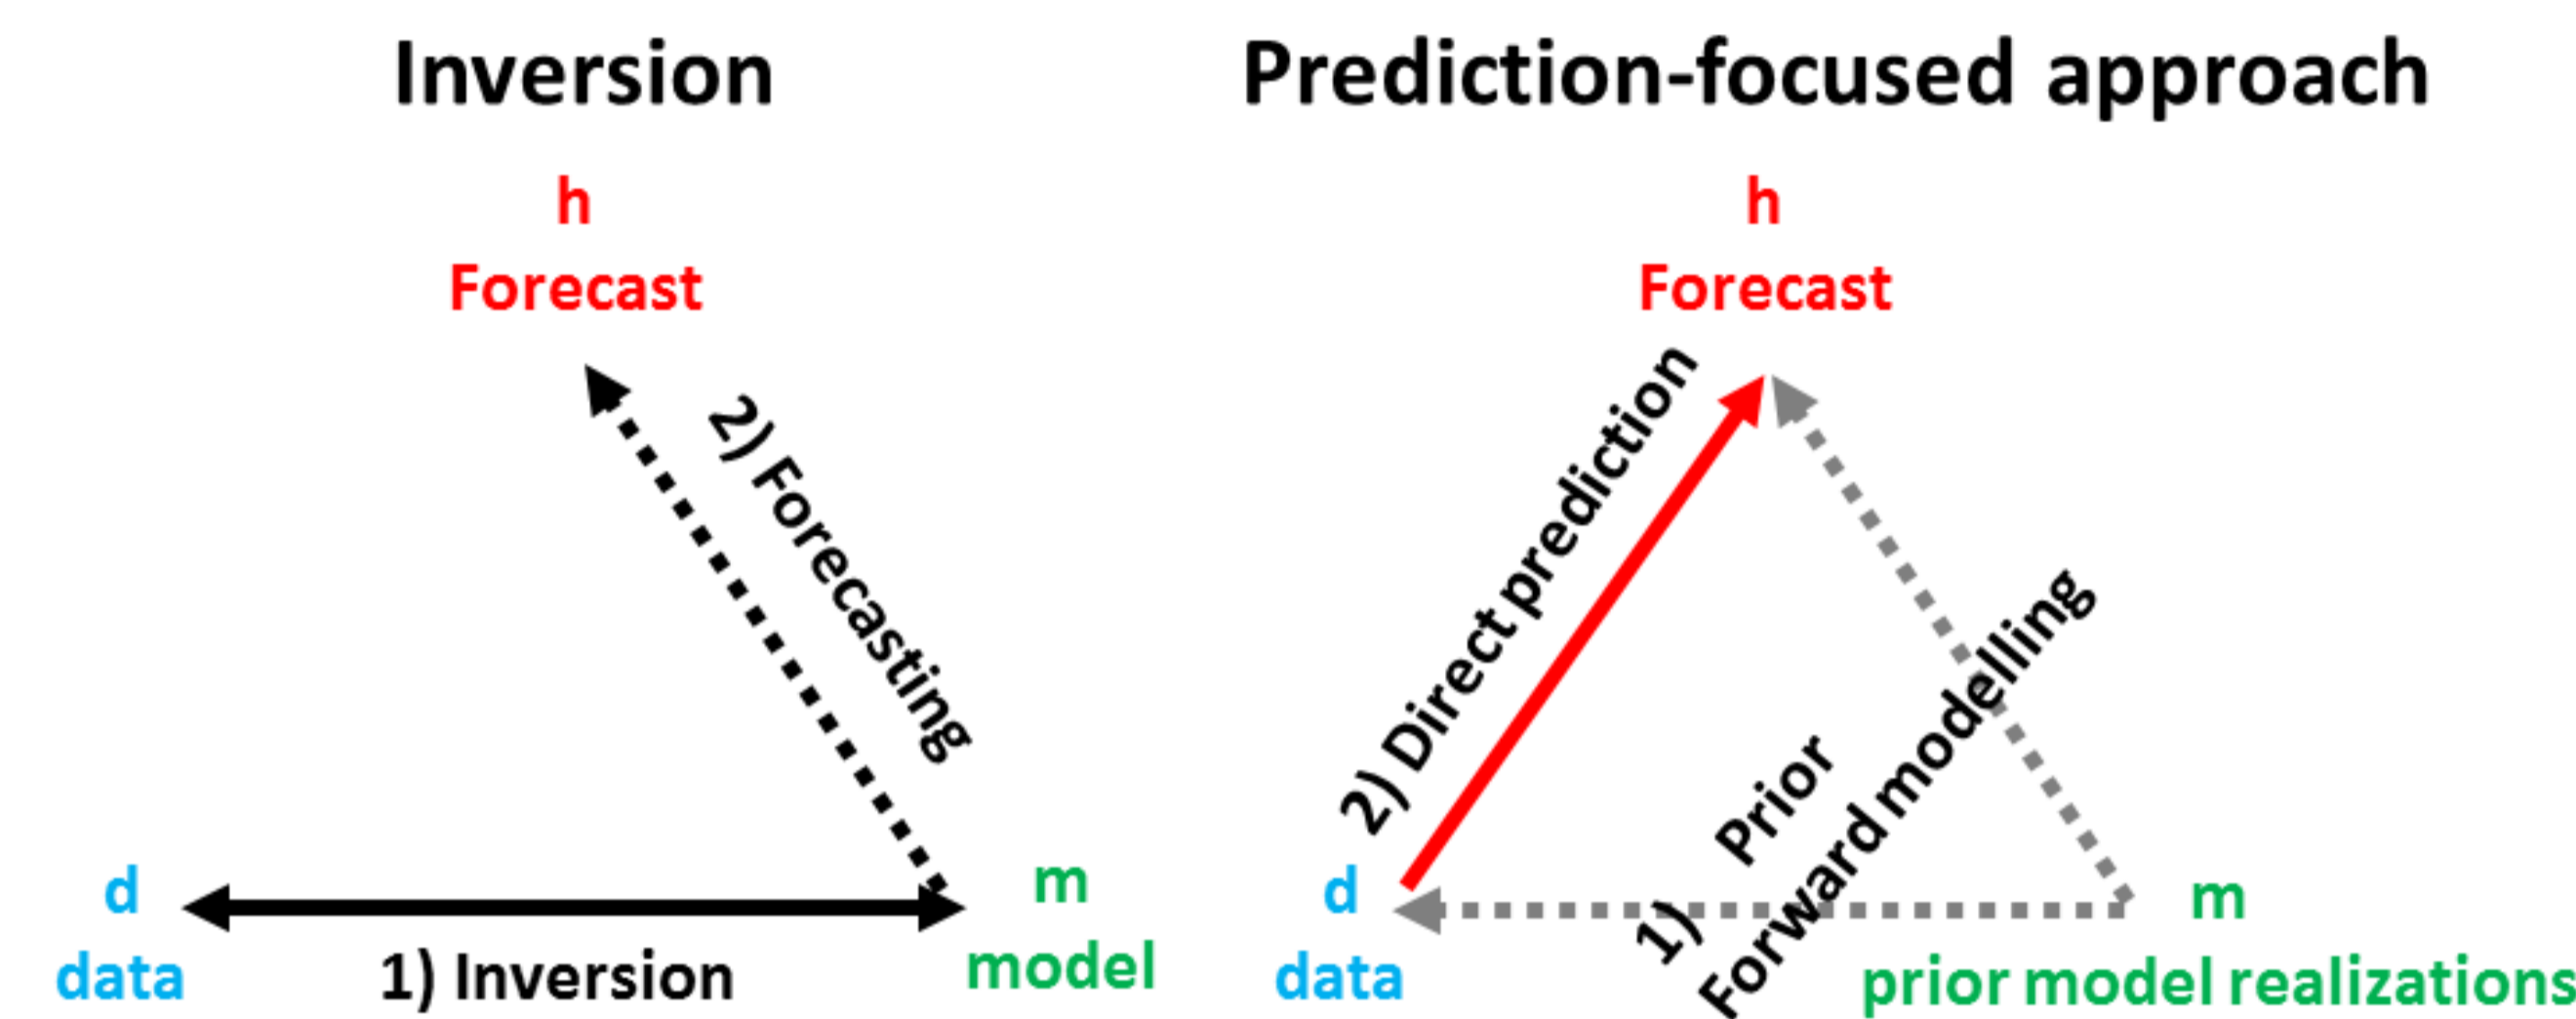 Inversion
h
Forecast
2) Forecasting
d
data
1) Inversion
m
model
Prediction-focused approach
h
Forecast
2) Direct prediction
1) Prior
Forward modelling
d
data
m
prior model realizations